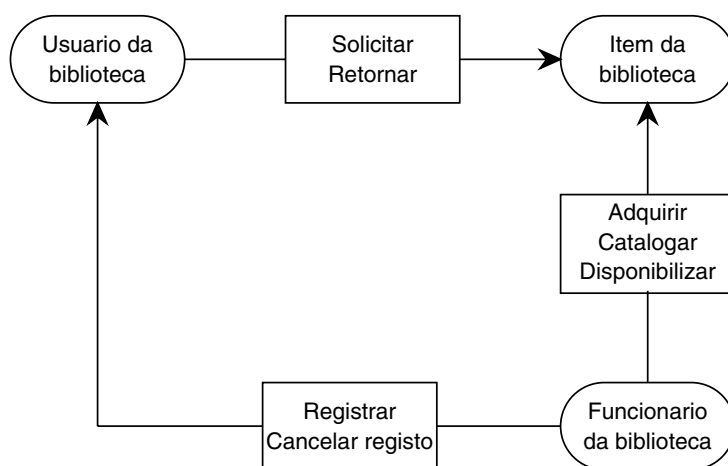 Usuario da
biblioteca
Solicitar
Retornar
Item da
biblioteca
Adquirir
Catalogar
Disponibilizar
Registrar
Cancelar registo
Funcionario
da biblioteca